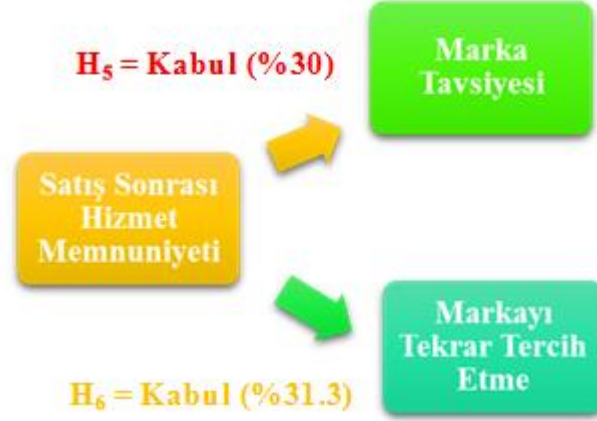 H₅ = Kabul (%30)
Marka
Tavsiyesi
Satış Sonrası
Hizmet
Memnuniyeti
Markayı
Tekrar Tercih
Etme
H₆ = Kabul (%31.3)